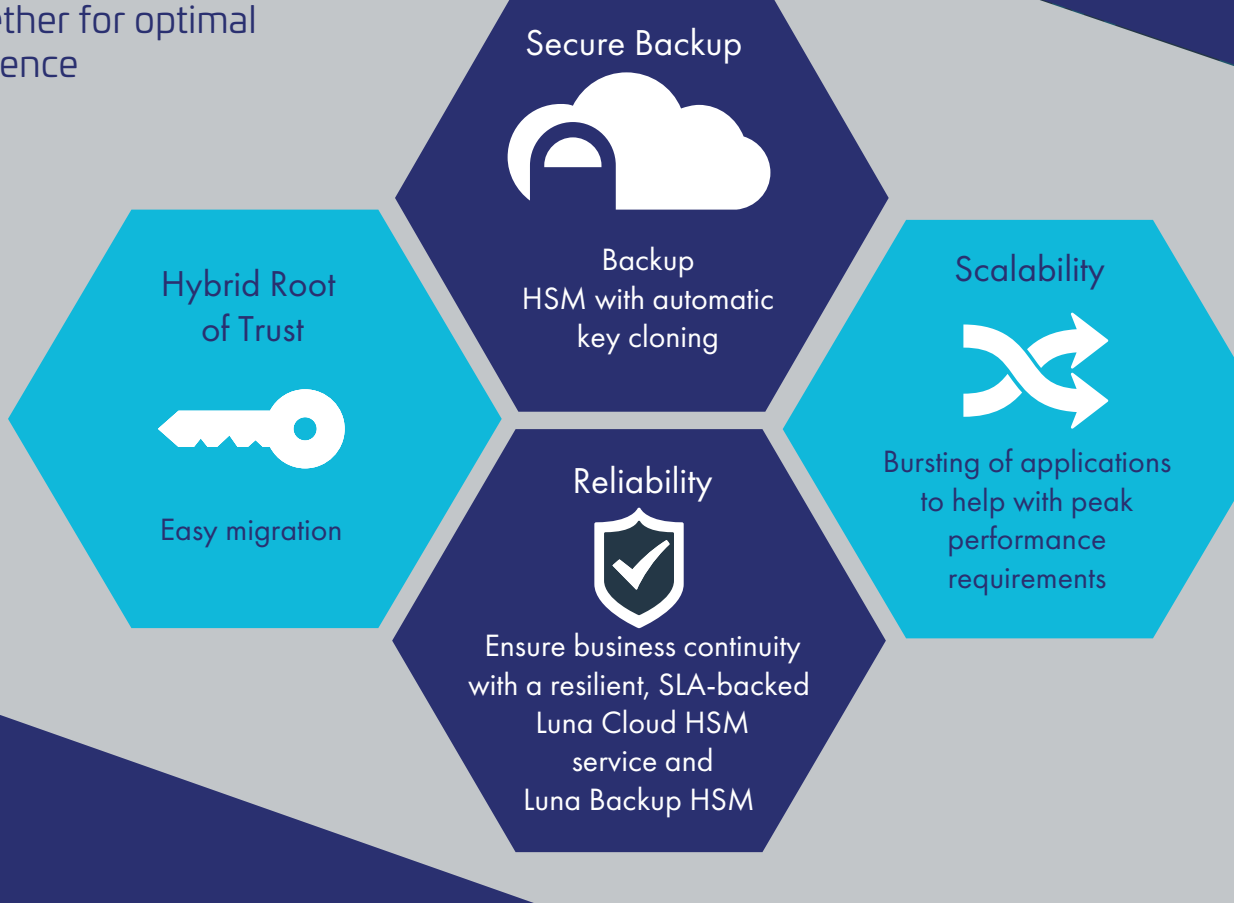 for optimal
Secure Backup
Backup
HSM with automatic
key cloning
Hybrid Root
of Trust
Easy migration
Scalability
Bursting of applications
to help with peak
performance
requirements
Reliability
Ensure business continuity
with a resilient, SLA-backed
Luna Cloud HSM
service and
Luna Backup HSM